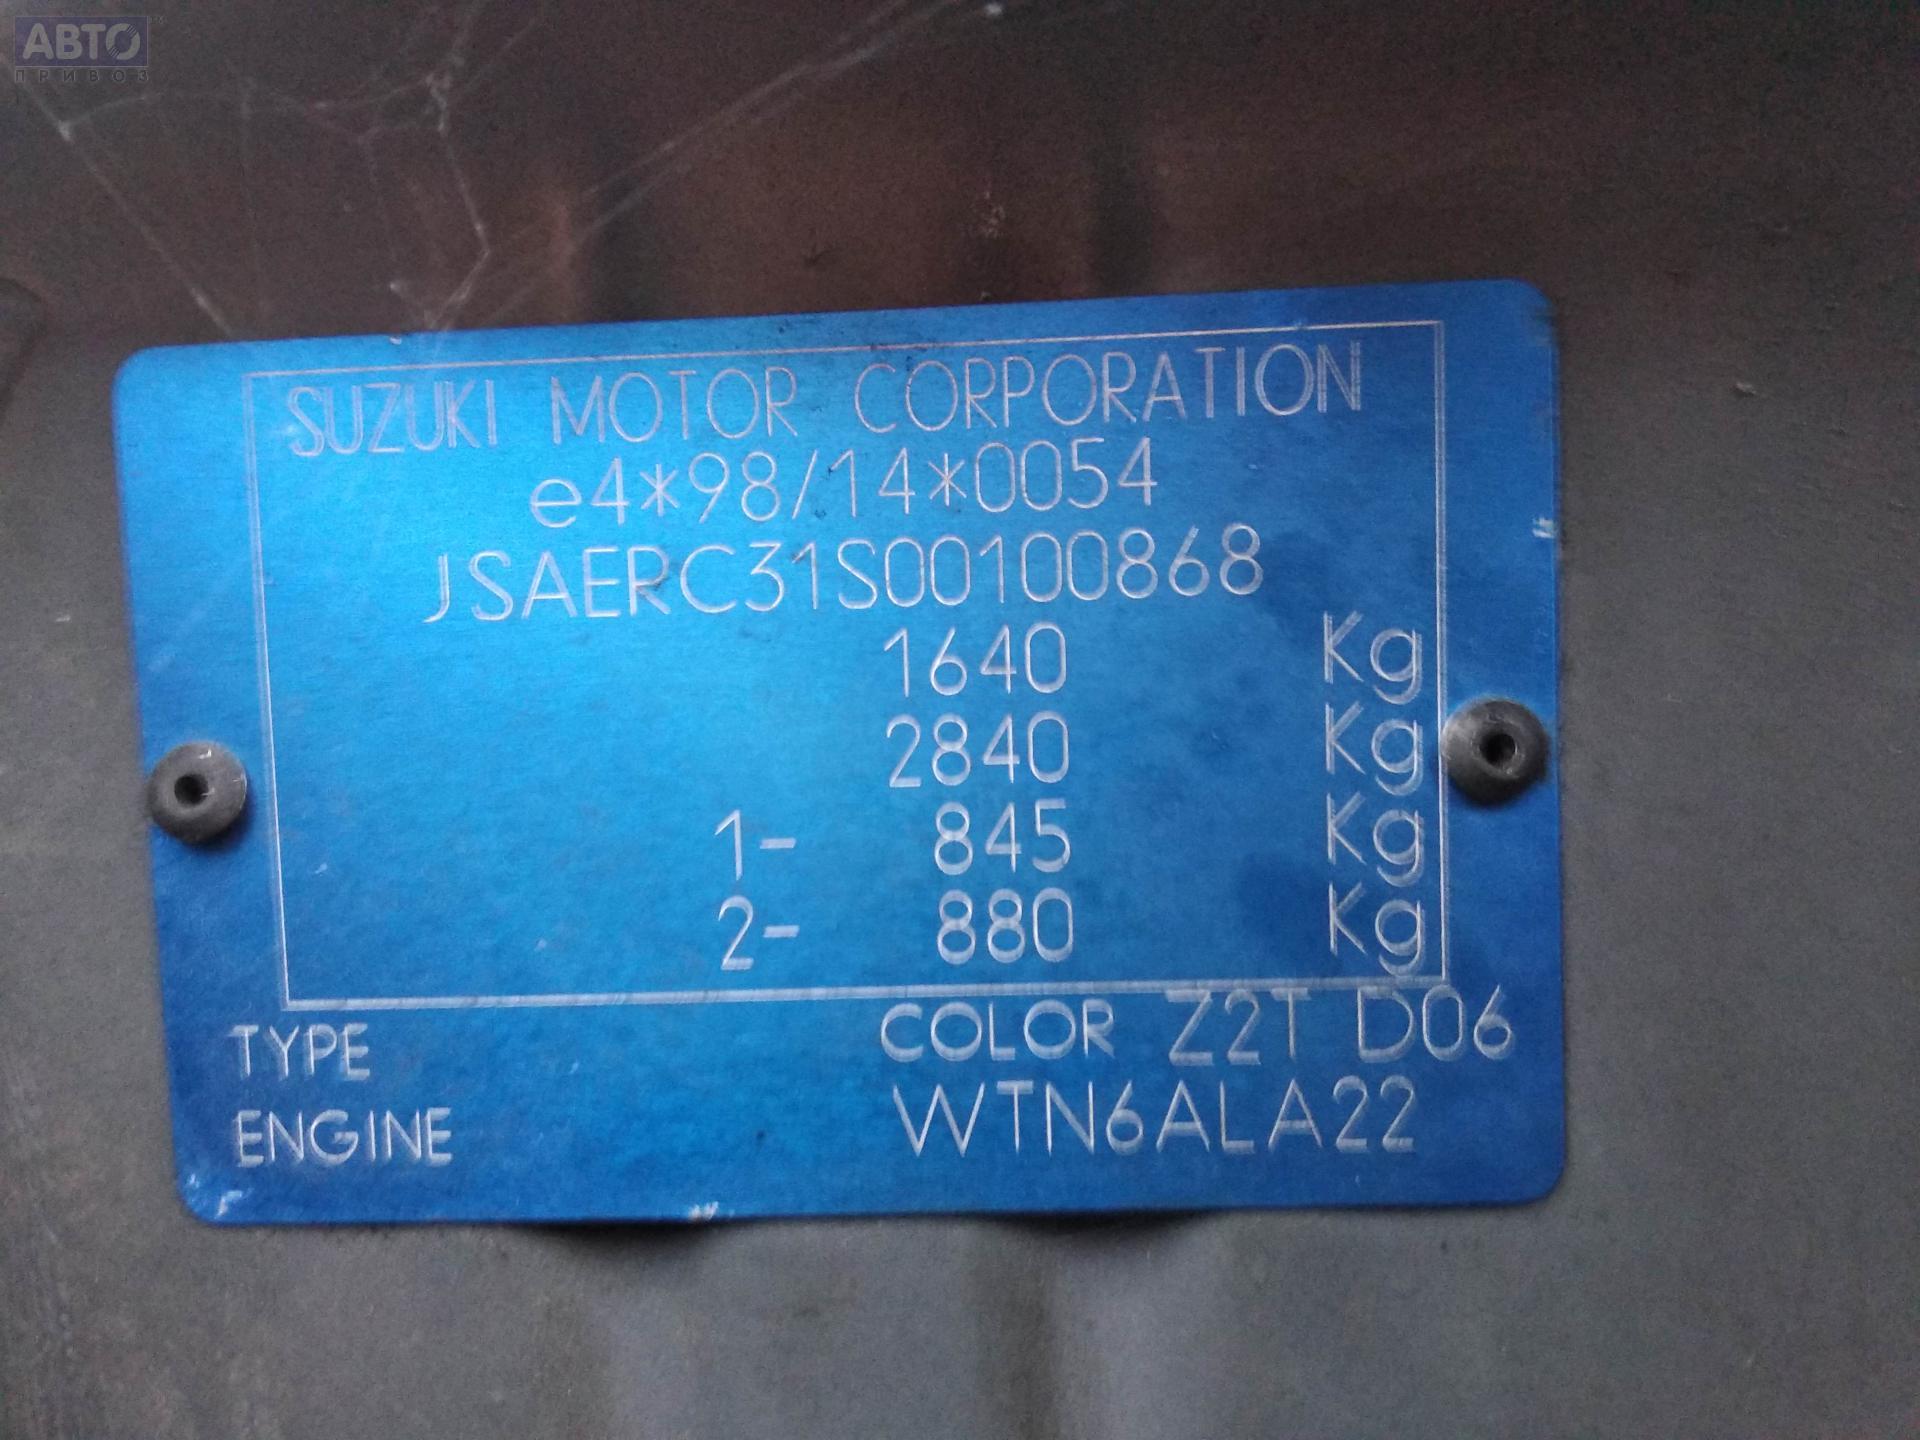 АВТО
ПРИВОЗ
SUZUKI MOTOR CORPORATION
e4*98/14*0054
JSAERC31S00100868
1640 Kg
2840 Kg
1- 845 Kg
2- 880 Kg
TYPE COLOR Z2T D06
ENGINE WTN6ALA22